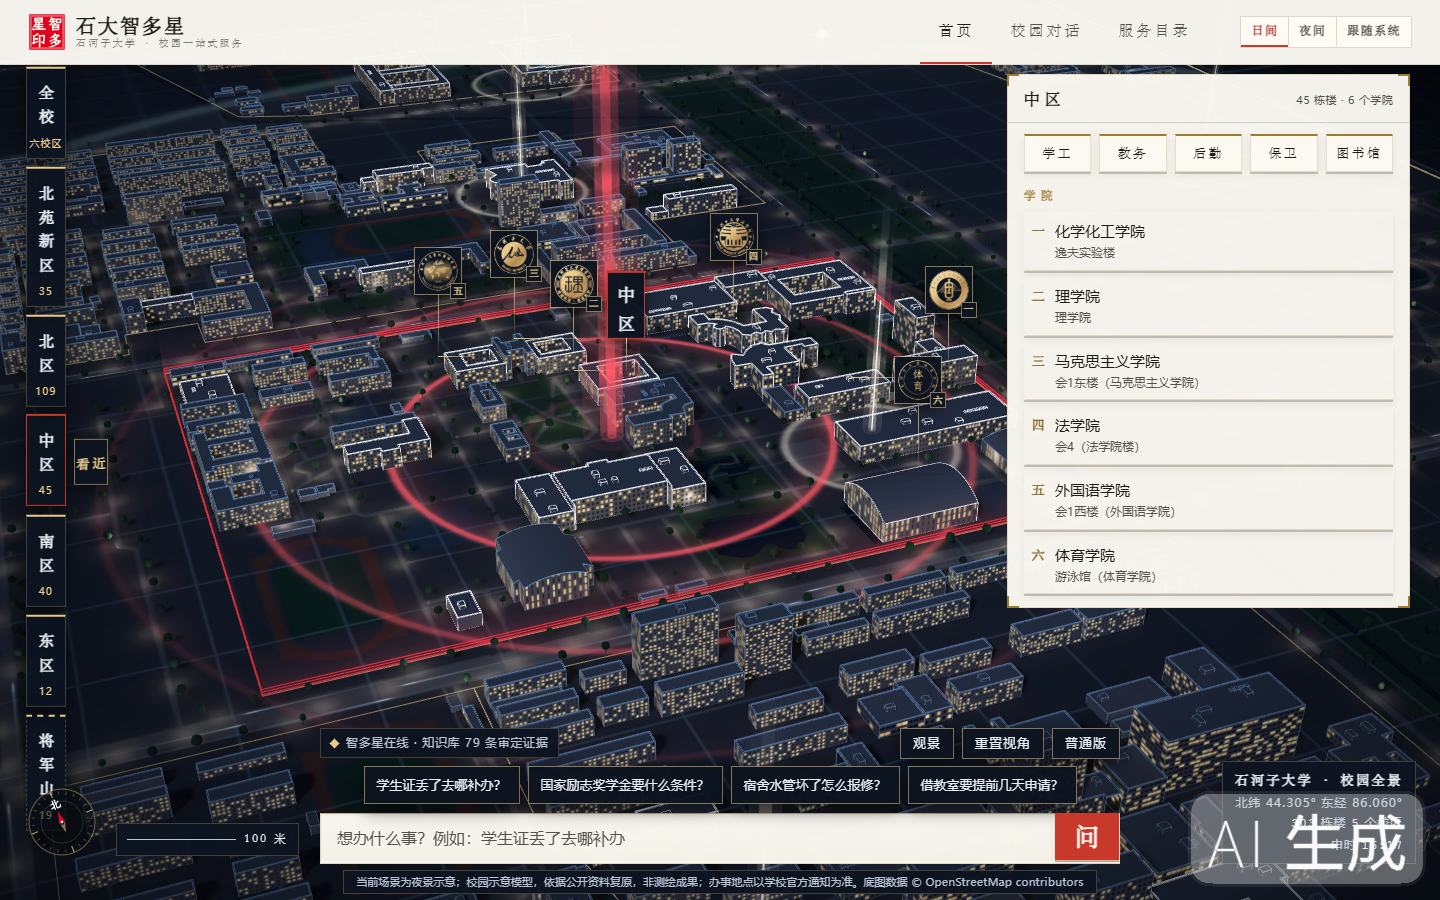 智多星印
石大智多星
石河子大学 · 校园一站式服务
首页
校园对话
服务目录
日间
夜间
跟随系统
全校
六校区
北苑新区
35
北区
109
中区
45
看近
南区
40
东区
12
将军山
19
北
100 米
五
三
二
四
一
体育
六
中区
中区
45 栋楼 · 6 个学院
学工
教务
后勤
保卫
图书馆
学院
一 化学化工学院
逸夫实验楼
二 理学院
理学院
三 马克思主义学院
会1东楼（马克思主义学院）
四 法学院
会4（法学院楼）
五 外国语学院
会1西楼（外国语学院）
六 体育学院
游泳馆（体育学院）
智多星在线 · 知识库 79 条审定证据
观景
重置视角
普通版
学生证丢了去哪补办？
国家励志奖学金要什么条件？
宿舍水管坏了怎么报修？
借教室要提前几天申请？
想办什么事？例如：学生证丢了去哪补办
问
当前场景为夜景示意；校园示意模型，依据公开资料复原，非测绘成果；办事地点以学校官方通知为准。底图数据 © OpenStreetMap contributors
石河子大学 · 校园全景
北纬 44.305° 东经 86.060°
AI 生成